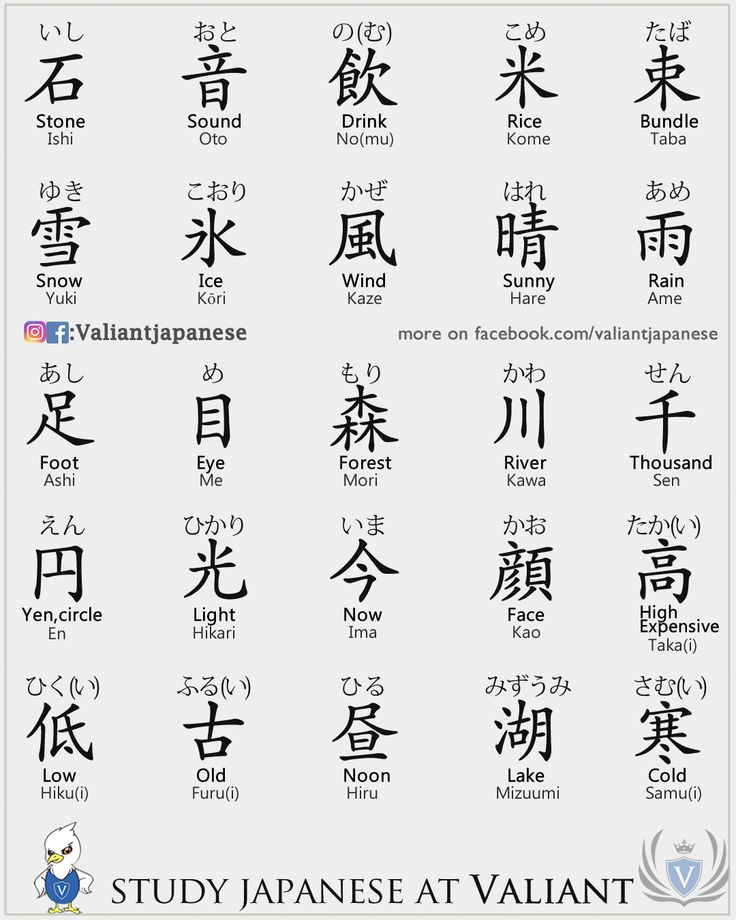 いし おと の(む) こめ たば
石 音 飲 米 束
Stone Sound Drink Rice Bundle
Ishi Oto No(mu) Kome Taba
ゆき こおり かぜ はれ あめ
雪 氷 風 晴 雨
Snow Ice Wind Sunny Rain
Yuki Kōri Kaze Hare Ame
:Valiantjapanese more on facebook.com/valiantjapanese
あし め もり かわ せん
足 目 森 川 千
Foot Eye Forest River Thousand
Ashi Me Mori Kawa Sen
えん ひかり いま かお たか(い)
円 光 今 顔 高
Yen,circle Light Now Face High
Expensive
En Hikari Ima Kao Taka(i)
ひく(い) ふる(い) ひる みずうみ さむ(い)
低 古 昼 湖 寒
Low Old Noon Lake Cold
Hiku(i) Furu(i) Hiru Mizuumi Samu(i)
V STUDY JAPANESE AT VALIANT V